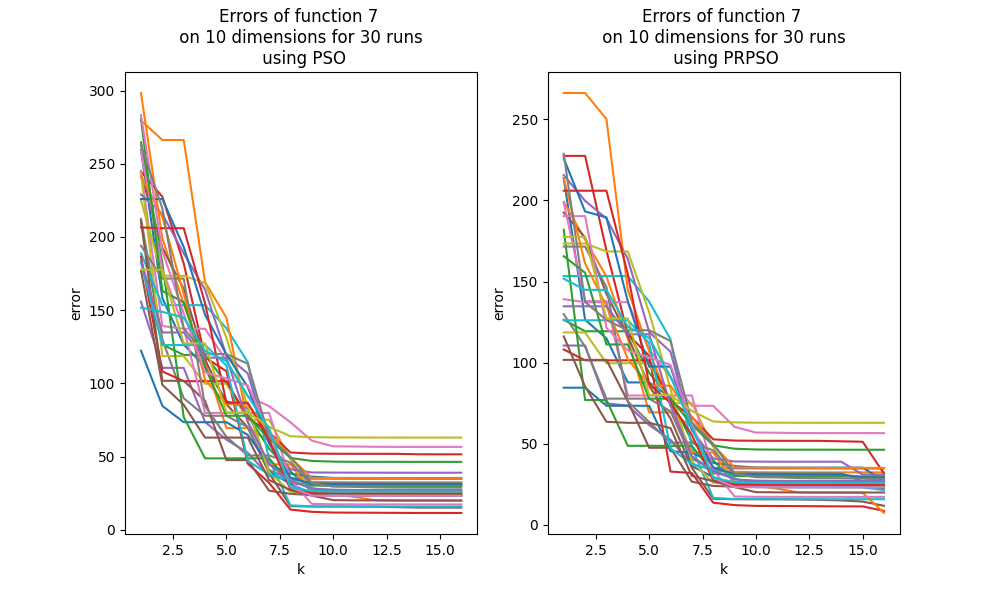 Errors of function 7
on 10 dimensions for 30 runs
using PSO
300
250
200
150
100
50
0
error
2.5 5.0 7.5 10.0 12.5 15.0
k
Errors of function 7
on 10 dimensions for 30 runs
using PRPSO
250
200
150
100
50
0
error
2.5 5.0 7.5 10.0 12.5 15.0
k